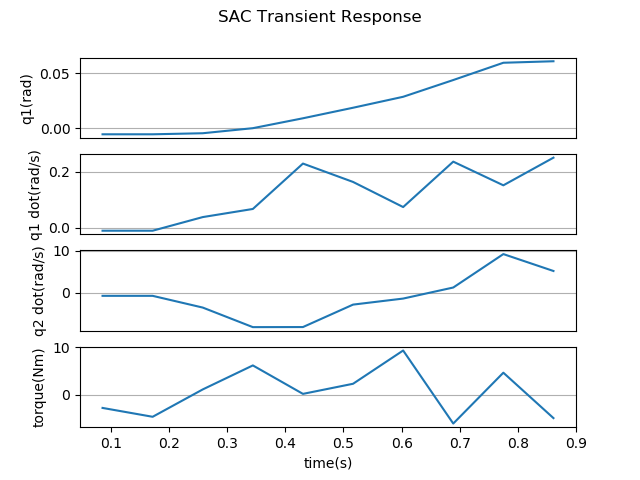 SAC Transient Response
0.05
0.00
q1(rad)
0.2
0.0
q1 dot(rad/s)
10
0
q2 dot(rad/s)
10
0
torque(Nm)
0.1 0.2 0.3 0.4 0.5 0.6 0.7 0.8 0.9
time(s)